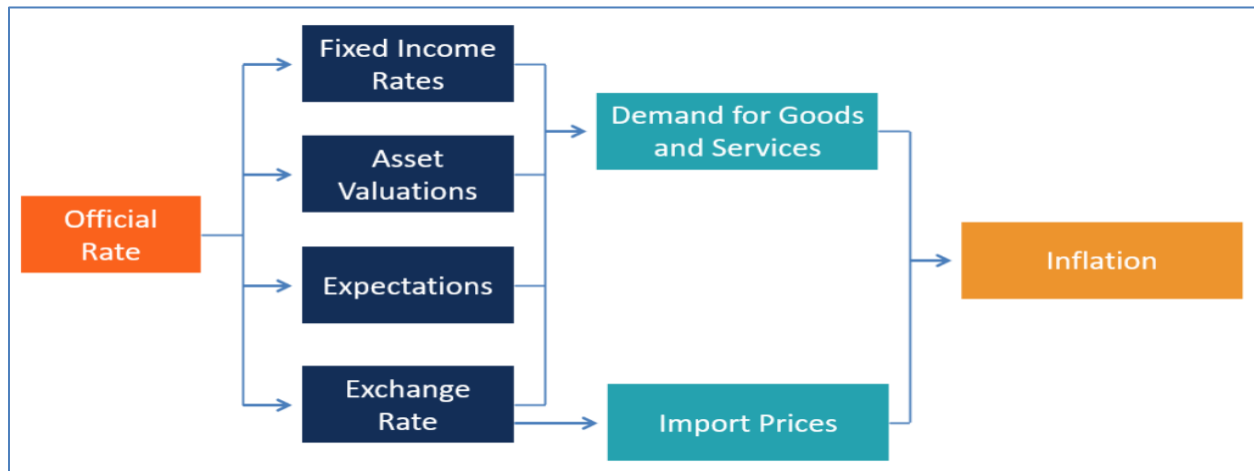 Official
Rate
Fixed Income
Rates
Asset
Valuations
Expectations
Exchange
Rate
Demand for Goods
and Services
Import Prices
Inflation